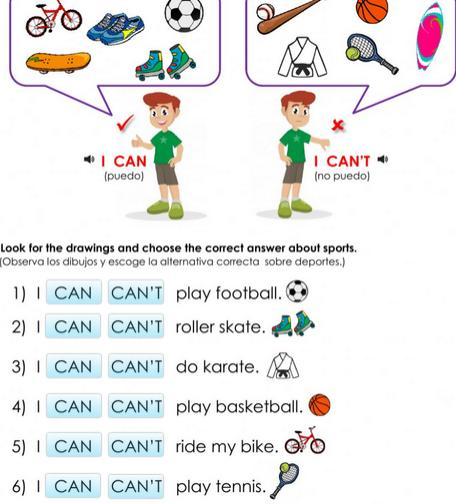 I CAN
(puedo)
I CAN'T
(no puedo)
Look for the drawings and choose the correct answer about sports.
(Observa los dibujos y escoge la alternativa correcta sobre deportes.)
1) I CAN CAN'T play football.
2) I CAN CAN'T roller skate.
3) I CAN CAN'T do karate.
4) I CAN CAN'T play basketball.
5) I CAN CAN'T ride my bike.
6) I CAN CAN'T play tennis.